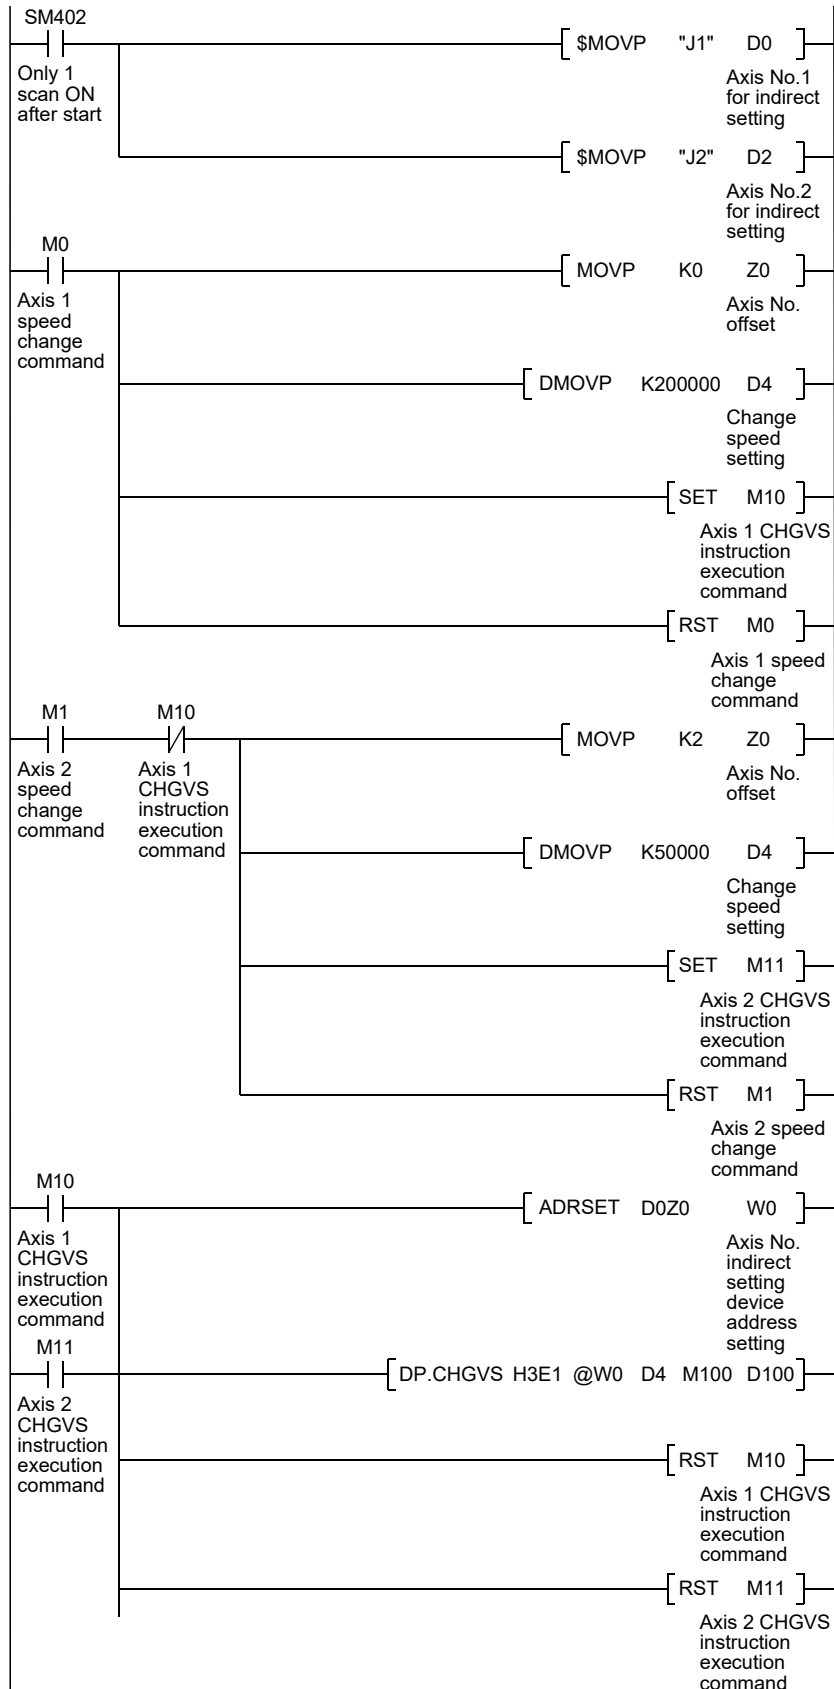 SM402
$MOVP "J1" D0
Only 1
scan ON
after start
Axis No.1
for indirect
setting
$MOVP "J2" D2
Axis No.2
for indirect
setting
M0
MOVP K0 Z0
Axis 1
speed
change
command
Axis No.
offset
DMOVP K200000 D4
Change
speed
setting
SET M10
Axis 1 CHGVS
instruction
execution
command
RST M0
Axis 1 speed
change
command
M1 M10
MOVP K2 Z0
Axis 2
speed
change
command
Axis 1
CHGVS
instruction
execution
command
Axis No.
offset
DMOVP K50000 D4
Change
speed
setting
SET M11
Axis 2 CHGVS
instruction
execution
command
RST M1
Axis 2 speed
change
command
M10
ADRSET D0Z0 W0
Axis 1
CHGVS
instruction
execution
command
Axis No.
indirect
setting
device
address
setting
M11
DP.CHGVS H3E1 @W0 D4 M100 D100
Axis 2
CHGVS
instruction
execution
command
RST M10
Axis 1 CHGVS
instruction
execution
command
RST M11
Axis 2 CHGVS
instruction
execution
command